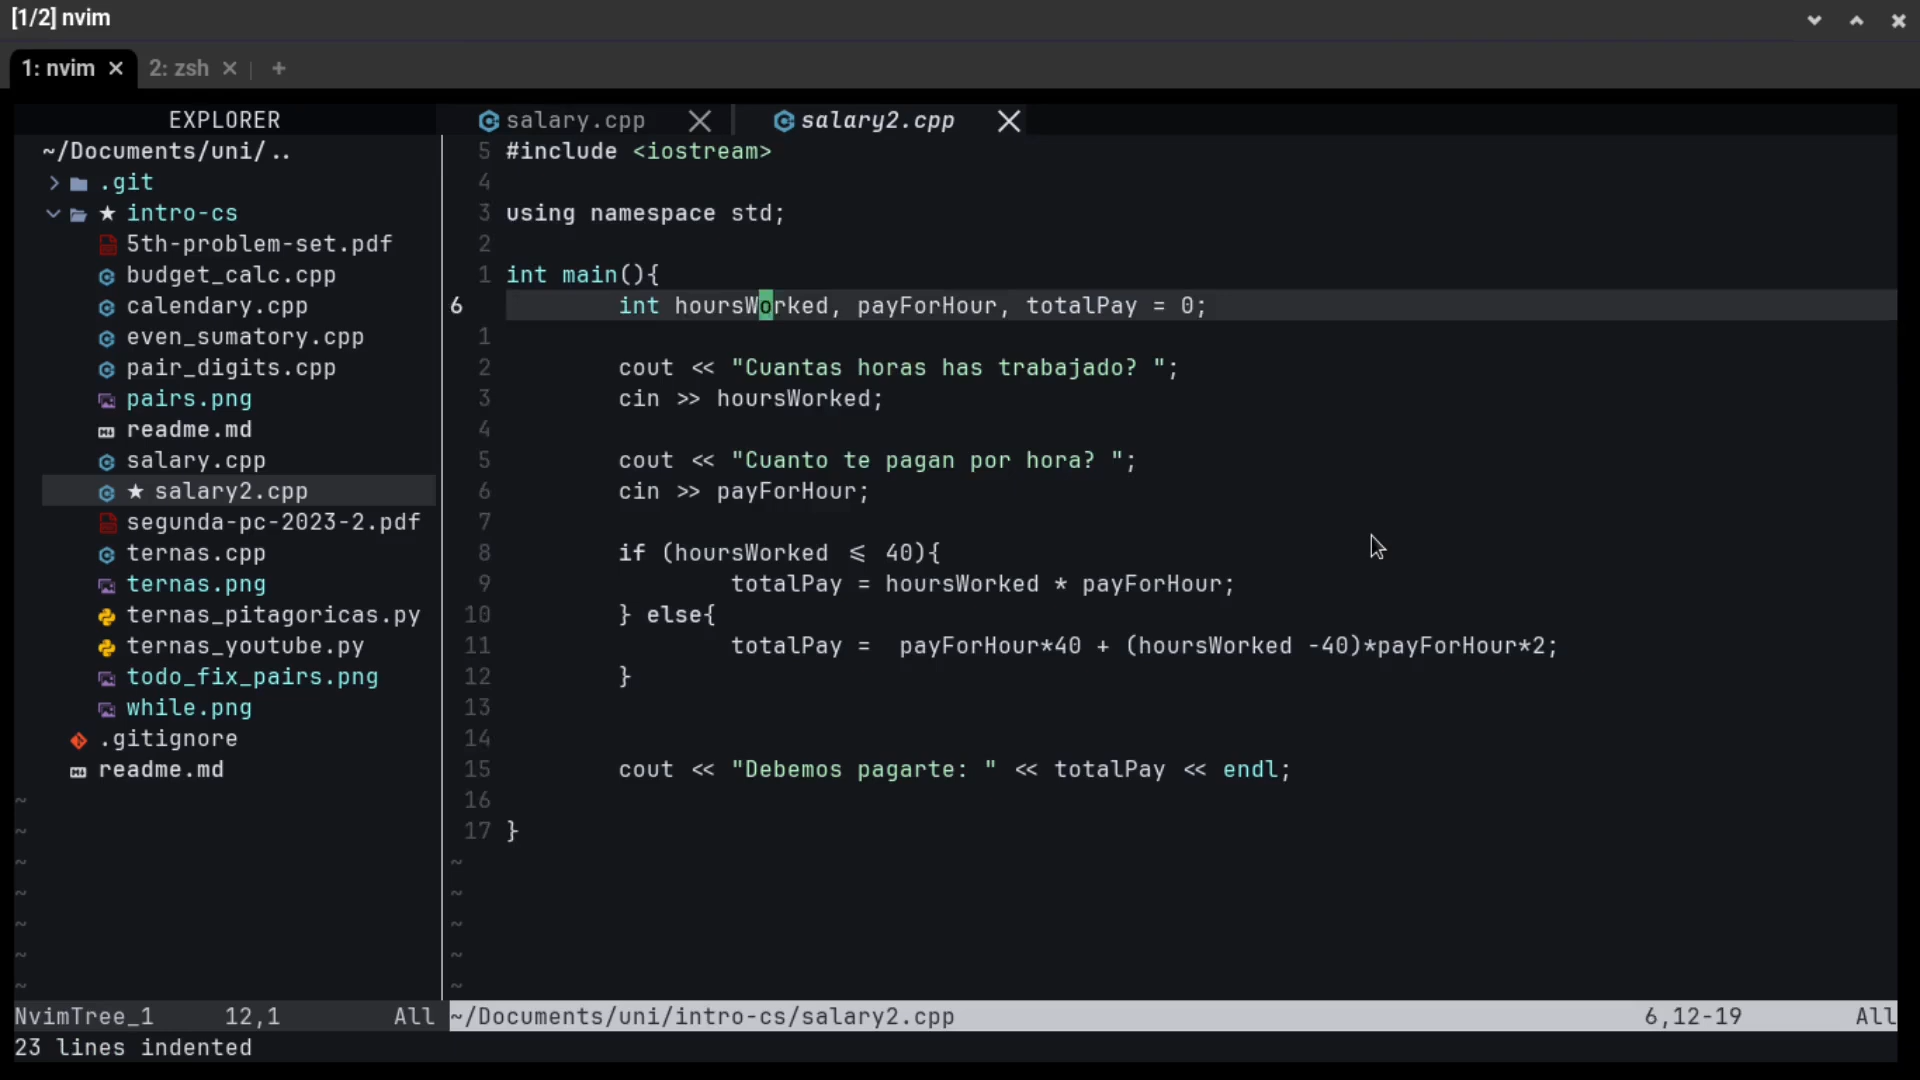 [1/2] nvim
1: nvim × 2: zsh × +
EXPLORER
~/Documents/uni/..
.git
★ intro-cs
5th-problem-set.pdf
budget_calc.cpp
calendary.cpp
even_sumatory.cpp
pair_digits.cpp
pairs.png
readme.md
salary.cpp
★ salary2.cpp
segunda-pc-2023-2.pdf
ternas.cpp
ternas.png
ternas_pitagoricas.py
ternas_youtube.py
todo_fix_pairs.png
while.png
.gitignore
readme.md
~
~
~
~
~
~
~
NvimTree_1 12,1 All
salary.cpp salary2.cpp
5 #include <iostream>
4
3 using namespace std;
2
1 int main(){
6 int hoursWorked, payForHour, totalPay = 0;
1
2 cout << "Cuantas horas has trabajado? ";
3 cin >> hoursWorked;
4
5 cout << "Cuanto te pagan por hora? ";
6 cin >> payForHour;
7
8 if (hoursWorked <= 40){
9 totalPay = hoursWorked * payForHour;
10 } else{
11 totalPay =  payForHour*40 + (hoursWorked -40)*payForHour*2;
12 }
13
14
15 cout << "Debemos pagarte: " << totalPay << endl;
16
17 }
~
~
~
~
~
~/Documents/uni/intro-cs/salary2.cpp 6,12-19 All
23 lines indented